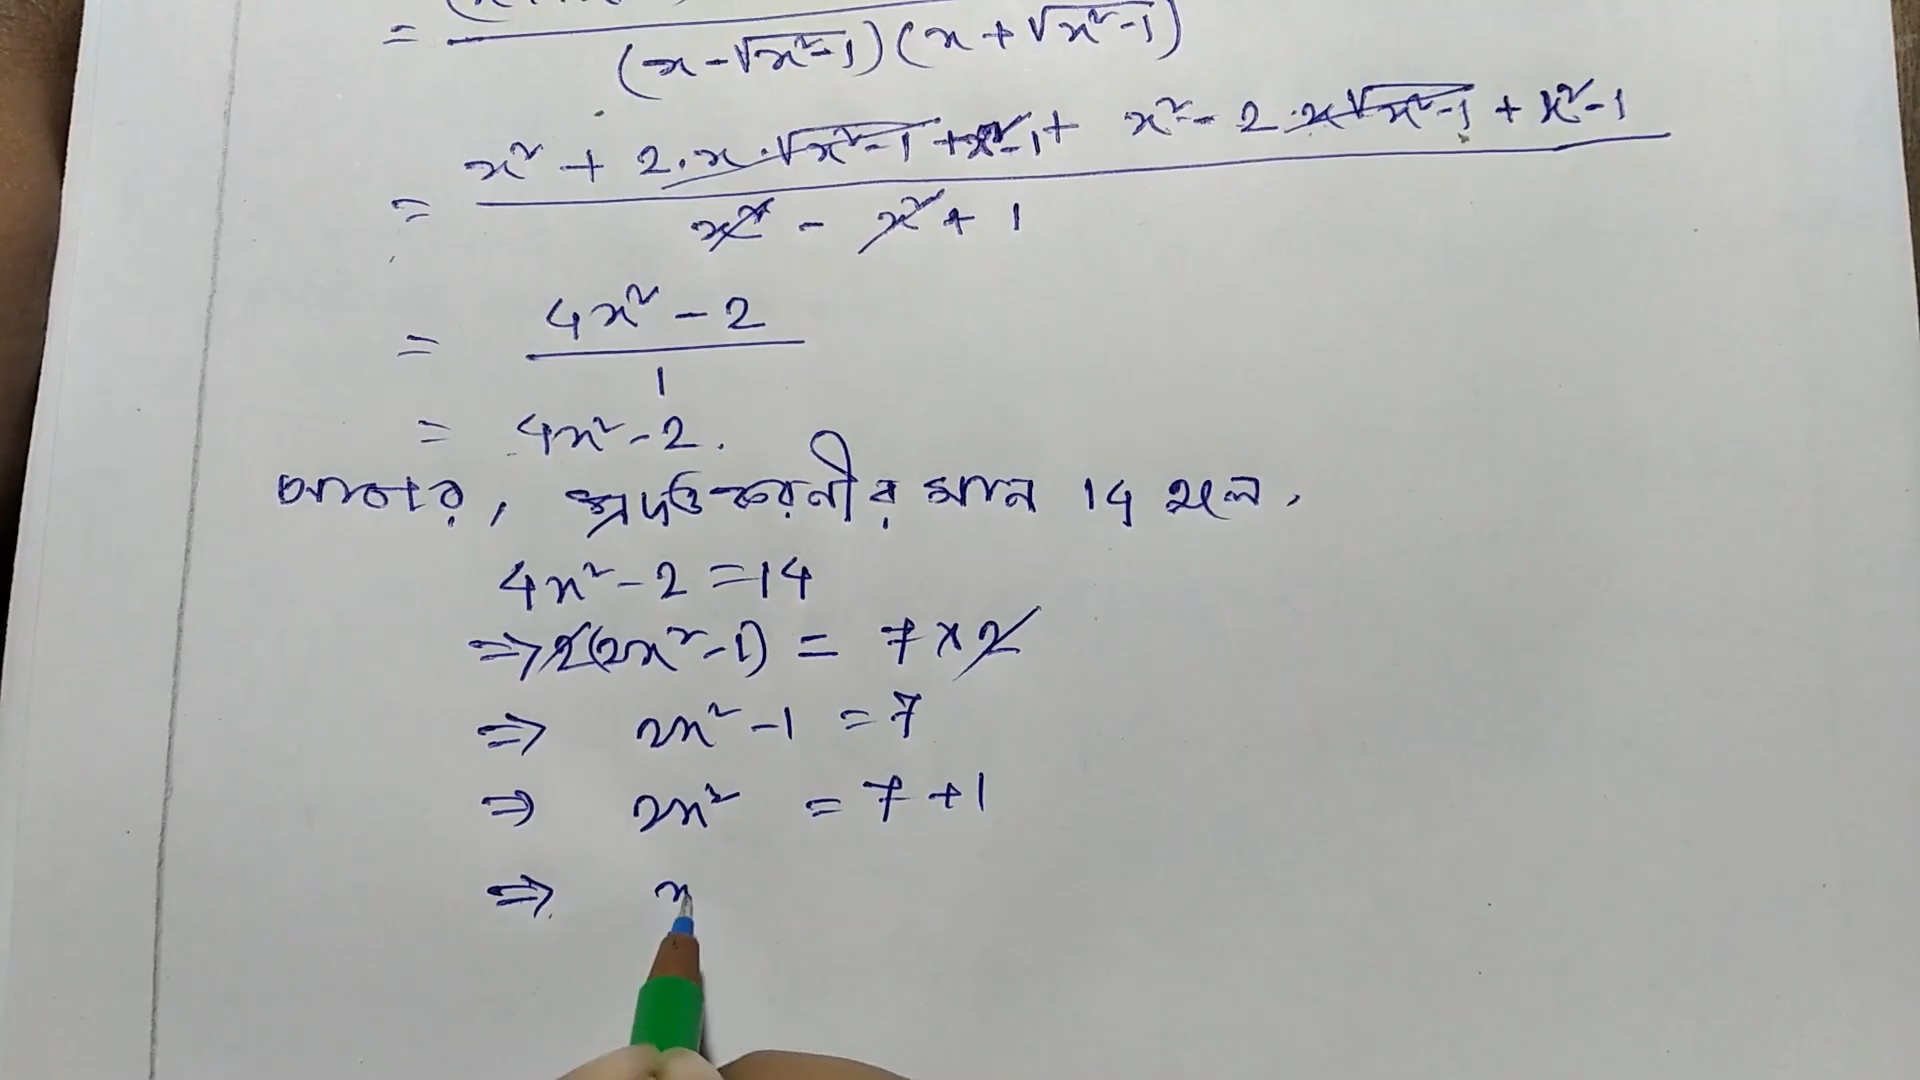 = (x-√x²-1)(x+√x²-1)
x² + 2.x.√x²-1 + x²-1 + x² - 2.x√x²-1 + x²-1
= x² - x² + 1
= 4x² - 2
1
= 4x² - 2.
আবার, প্রদত্ত করণীর মান 14 হলে,
4x² - 2 = 14
⇒ 2(2x² - 1) = 7 × 2
⇒ 2x² - 1 = 7
⇒ 2x² = 7 + 1
⇒ x